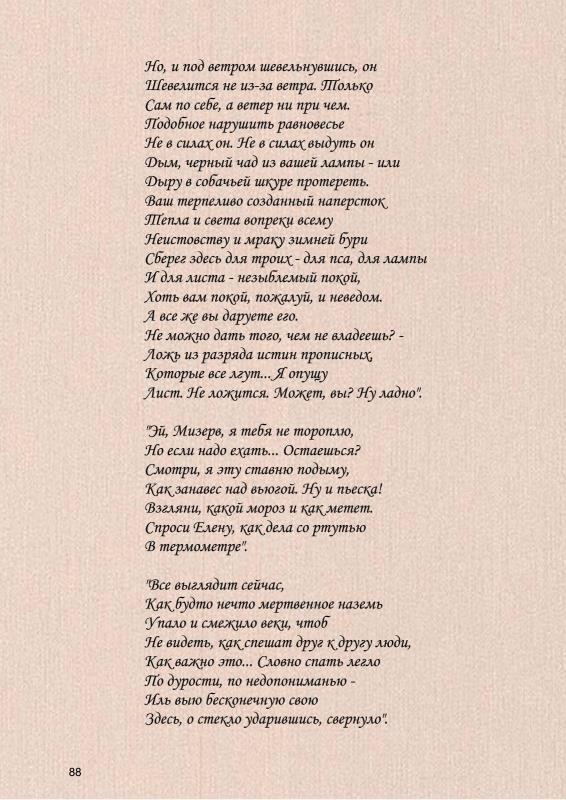 Но, и под ветром шевельнувшись, он
Шевелится не из-за ветра. Только
Сам по себе, а ветер ни при чем.
Подобное нарушить равновесье
Не в силах он. Не в силах выдуть он
Дым, черный чад из вашей лампы - или
Дыру в собачьей шкуре протереть.
Ваш терпеливо созданный наперсток
Тепла и света вопреки всему
Неистовству и мраку зимней бури
Сберег здесь для троих - для пса, для лампы
И для листа - незыблемый покой,
Хоть вам покой, пожалуй, и неведом.
А все же вы даруете его.
Не можно дать того, чем не владеешь? -
Ложь из разряда истин прописных,
Которые все лгут... Я опущу
Лист. Не ложится. Может, вы? Ну ладно".
"Эй, Мизерв, я тебя не тороплю,
Но если надо ехать... Остаешься?
Смотри, я эту ставню подыму,
Как занавес над вьюгой. Ну и пьеска!
Взгляни, какой мороз и как метет.
Спроси Елену, как дела со ртутью
В термометре".
"Все выглядит сейчас,
Как будто нечто мертвенное наземь
Упало и смежило веки, чтоб
Не видеть, как спешат друг к другу люди,
Как важно это... Словно спать легло
По дурости, по недопониманью -
Иль выю бесконечную свою
Здесь, о стекло ударившись, свернуло".
88